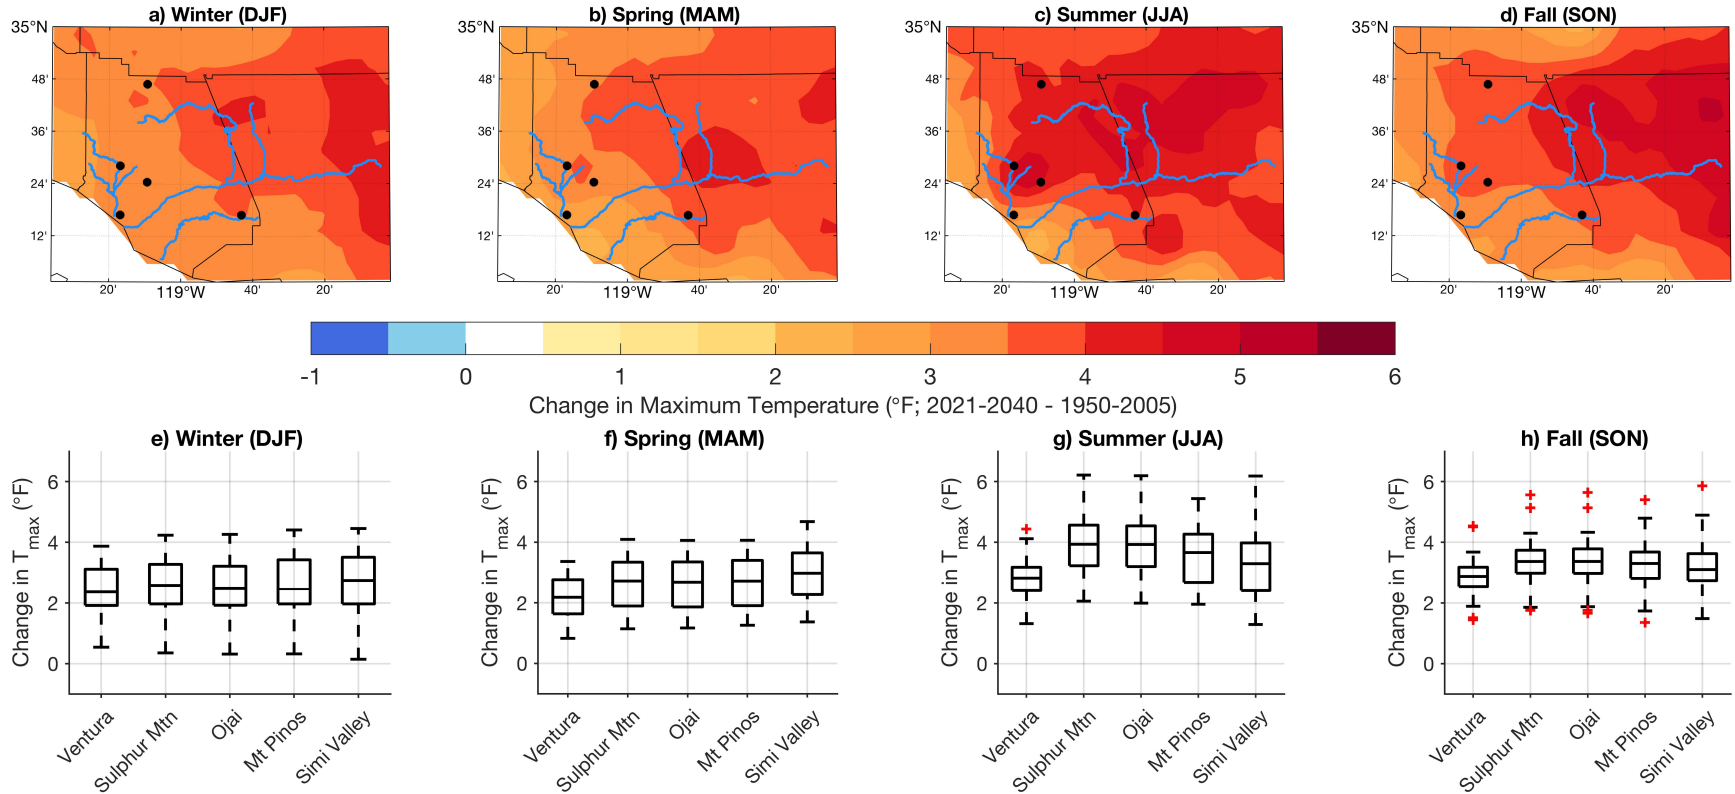 a) Winter (DJF)
35°N
48'
36'
24'
12'
20'
119°W
40'
20'
b) Spring (MAM)
35°N
48'
36'
24'
12'
20'
119°W
40'
20'
c) Summer (JJA)
35°N
48'
36'
24'
12'
20'
119°W
40'
20'
d) Fall (SON)
35°N
48'
36'
24'
12'
20'
119°W
40'
20'
-1 0 1 2 3 4 5 6
Change in Maximum Temperature (°F; 2021-2040 - 1950-2005)
e) Winter (DJF)
Change in Tmax (°F)
6
4
2
0
Ventura
Sulphur Mtn
Ojai
Mt Pinos
Simi Valley
f) Spring (MAM)
Change in Tmax (°F)
6
4
2
0
Ventura
Sulphur Mtn
Ojai
Mt Pinos
Simi Valley
g) Summer (JJA)
Change in Tmax (°F)
6
4
2
0
Ventura
Sulphur Mtn
Ojai
Mt Pinos
Simi Valley
h) Fall (SON)
Change in Tmax (°F)
6
4
2
0
Ventura
Sulphur Mtn
Ojai
Mt Pinos
Simi Valley